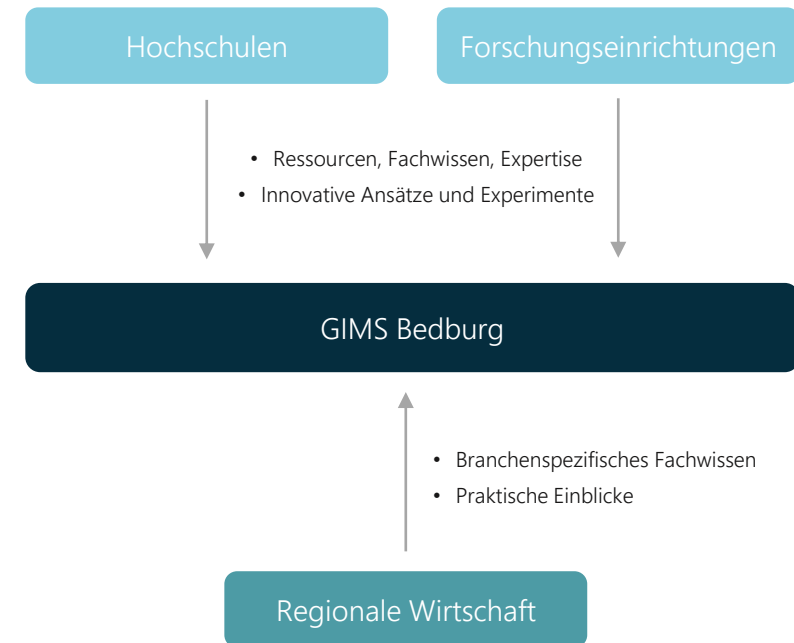 Hochschulen
Forschungseinrichtungen
• Ressourcen, Fachwissen, Expertise
• Innovative Ansätze und Experimente
GIMS Bedburg
• Branchenspezifisches Fachwissen
• Praktische Einblicke
Regionale Wirtschaft